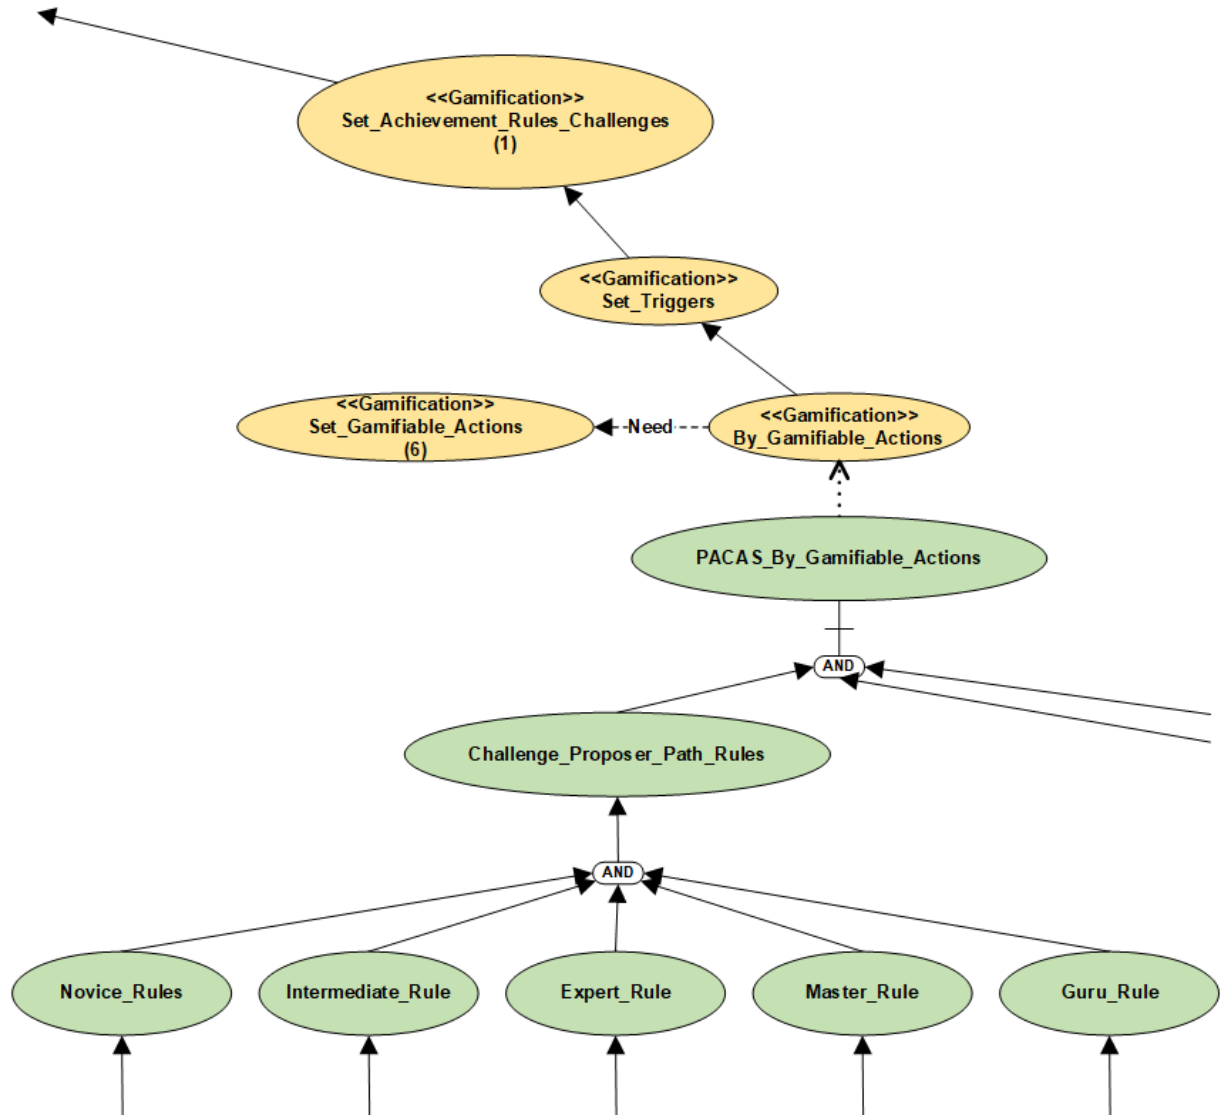 <<Gamification>>
Set_Achievement_Rules_Challenges
(1)
<<Gamification>>
Set_Triggers
<<Gamification>>
Set_Gamifiable_Actions
(6)
Need
<<Gamification>>
By_Gamifiable_Actions
PACAS_By_Gamifiable_Actions
AND
Challenge_Proposer_Path_Rules
AND
Novice_Rules
Intermediate_Rule
Expert_Rule
Master_Rule
Guru_Rule